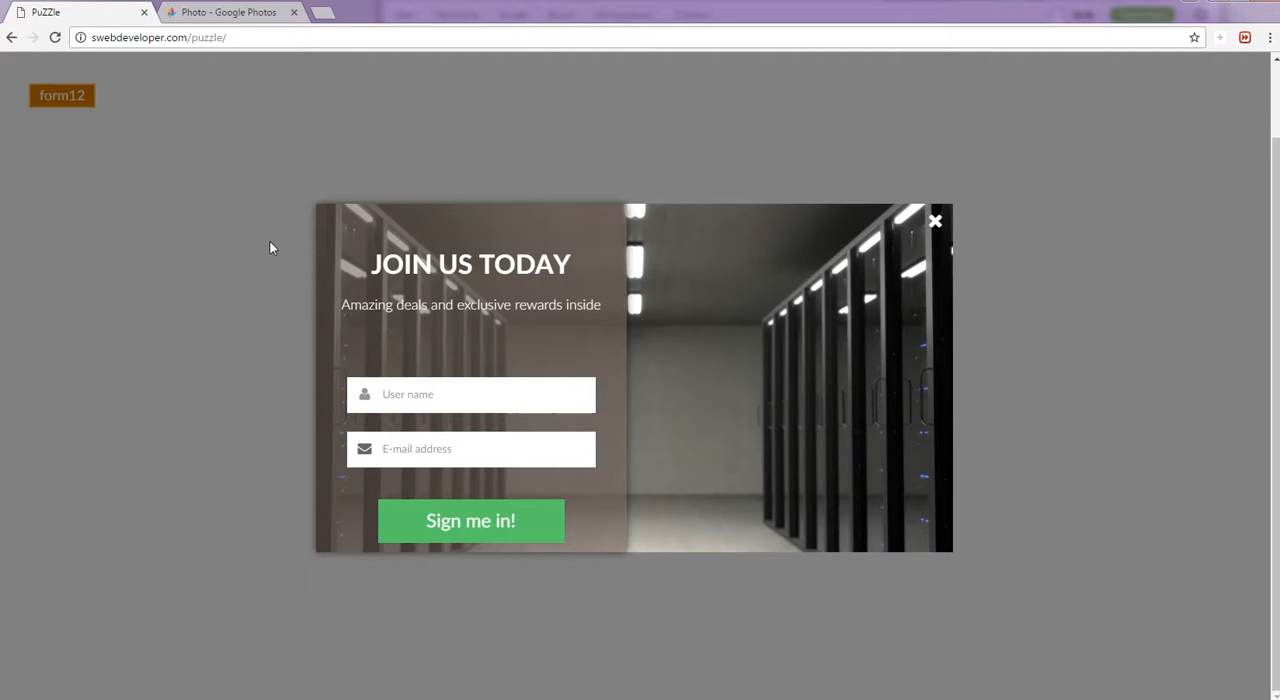 PuZZle
Photo - Google Photos
swebdeveloper.com/puzzle/
form12
JOIN US TODAY
Amazing deals and exclusive rewards inside
User name
E-mail address
Sign me in!